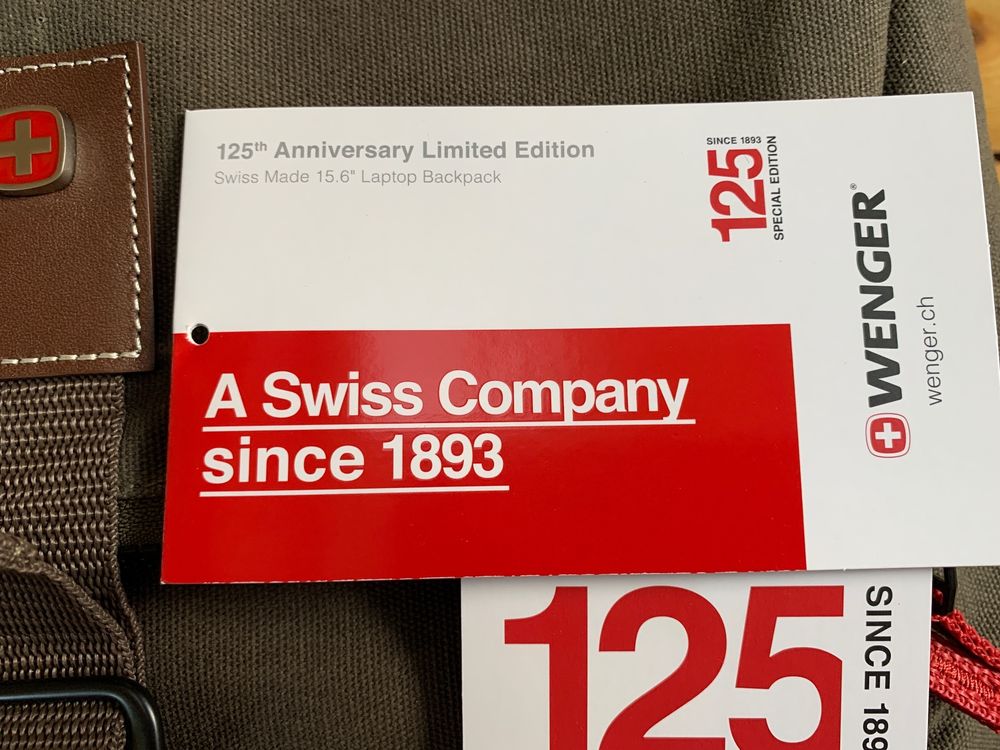 125th Anniversary Limited Edition
Swiss Made 15.6" Laptop Backpack
SINCE 1893
125
SPECIAL EDITION
WENGER®
wenger.ch
A Swiss Company
since 1893
125
SINCE 189